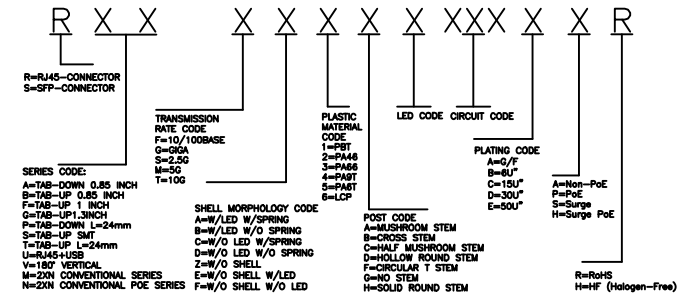 R X X X X X X X XXX X X R
R=RJ45-CONNECTOR
S=SFP-CONNECTOR
SERIES CODE:
A=TAB-DOWN 0.85 INCH
B=TAB-UP 0.85 INCH
F=TAB-UP 1 INCH
G=TAB-UP1.3INCH
P=TAB-DOWN L=24mm
S=TAB-UP SMT
T=TAB-UP L=24mm
U=RJ45+USB
V=180° VERTICAL
M=2XN CONVENTIONAL SERIES
N=2XN CONVENTIONAL POE SERIES
TRANSMISSION
RATE CODE
F=10/100BASE
G=GIGA
S=2.5G
M=5G
T=10G
SHELL MORPHOLOGY CODE
A=W/LED W/SPRING
B=W/LED W/O SPRING
C=W/O LED W/SPRING
D=W/O LED W/O SPRING
Z=W/O SHELL
E=W/O SHELL W/LED
F=W/O SHELL W/O LED
PLASTIC
MATERIAL
CODE
1=PBT
2=PA46
3=PA66
4=PA9T
5=PA6T
6=LCP
POST CODE
A=MUSHROOM STEM
B=CROSS STEM
C=HALF MUSHROOM STEM
D=HOLLOW ROUND STEM
F=CIRCULAR T STEM
G=NO STEM
H=SOLID ROUND STEM
LED CODE
CIRCUIT CODE
PLATING CODE
A=G/F
B=6U"
C=15U"
D=30U"
E=50U"
A=Non-PoE
P=PoE
S=Surge
H=Surge PoE
R=RoHS
H=HF (Halogen-Free)